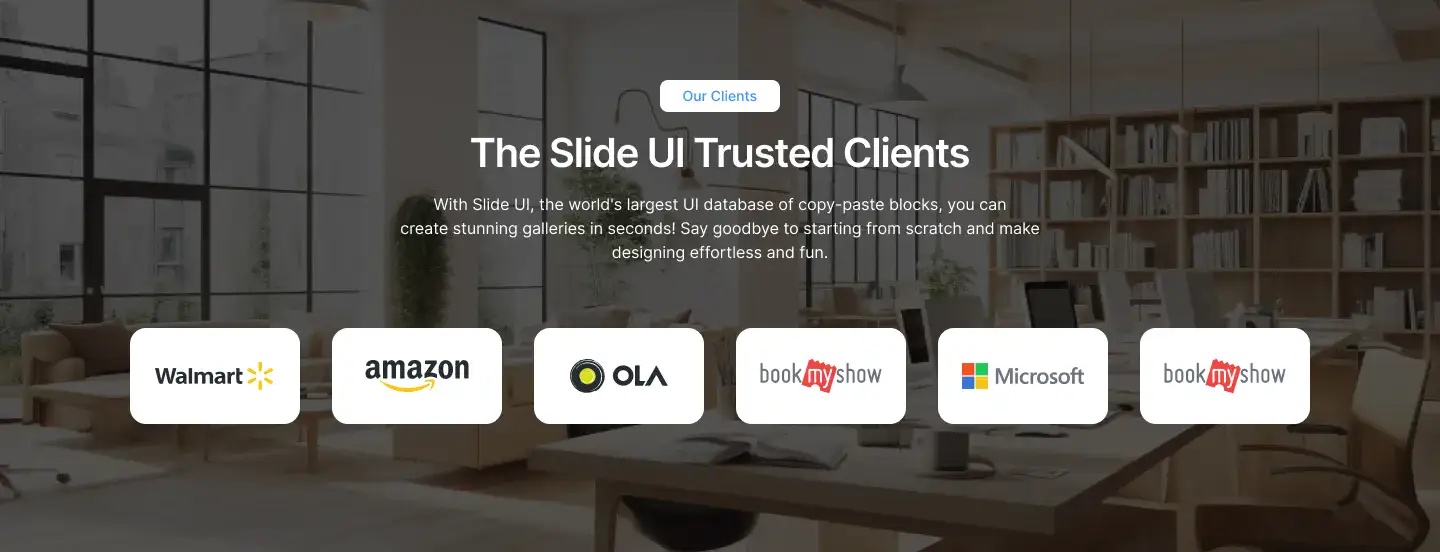 Our Clients
The Slide UI Trusted Clients
With Slide UI, the world's largest UI database of copy-paste blocks, you can
create stunning galleries in seconds! Say goodbye to starting from scratch and make
designing effortless and fun.
Walmart
amazon
OLA
bookmyshow
Microsoft
bookmyshow